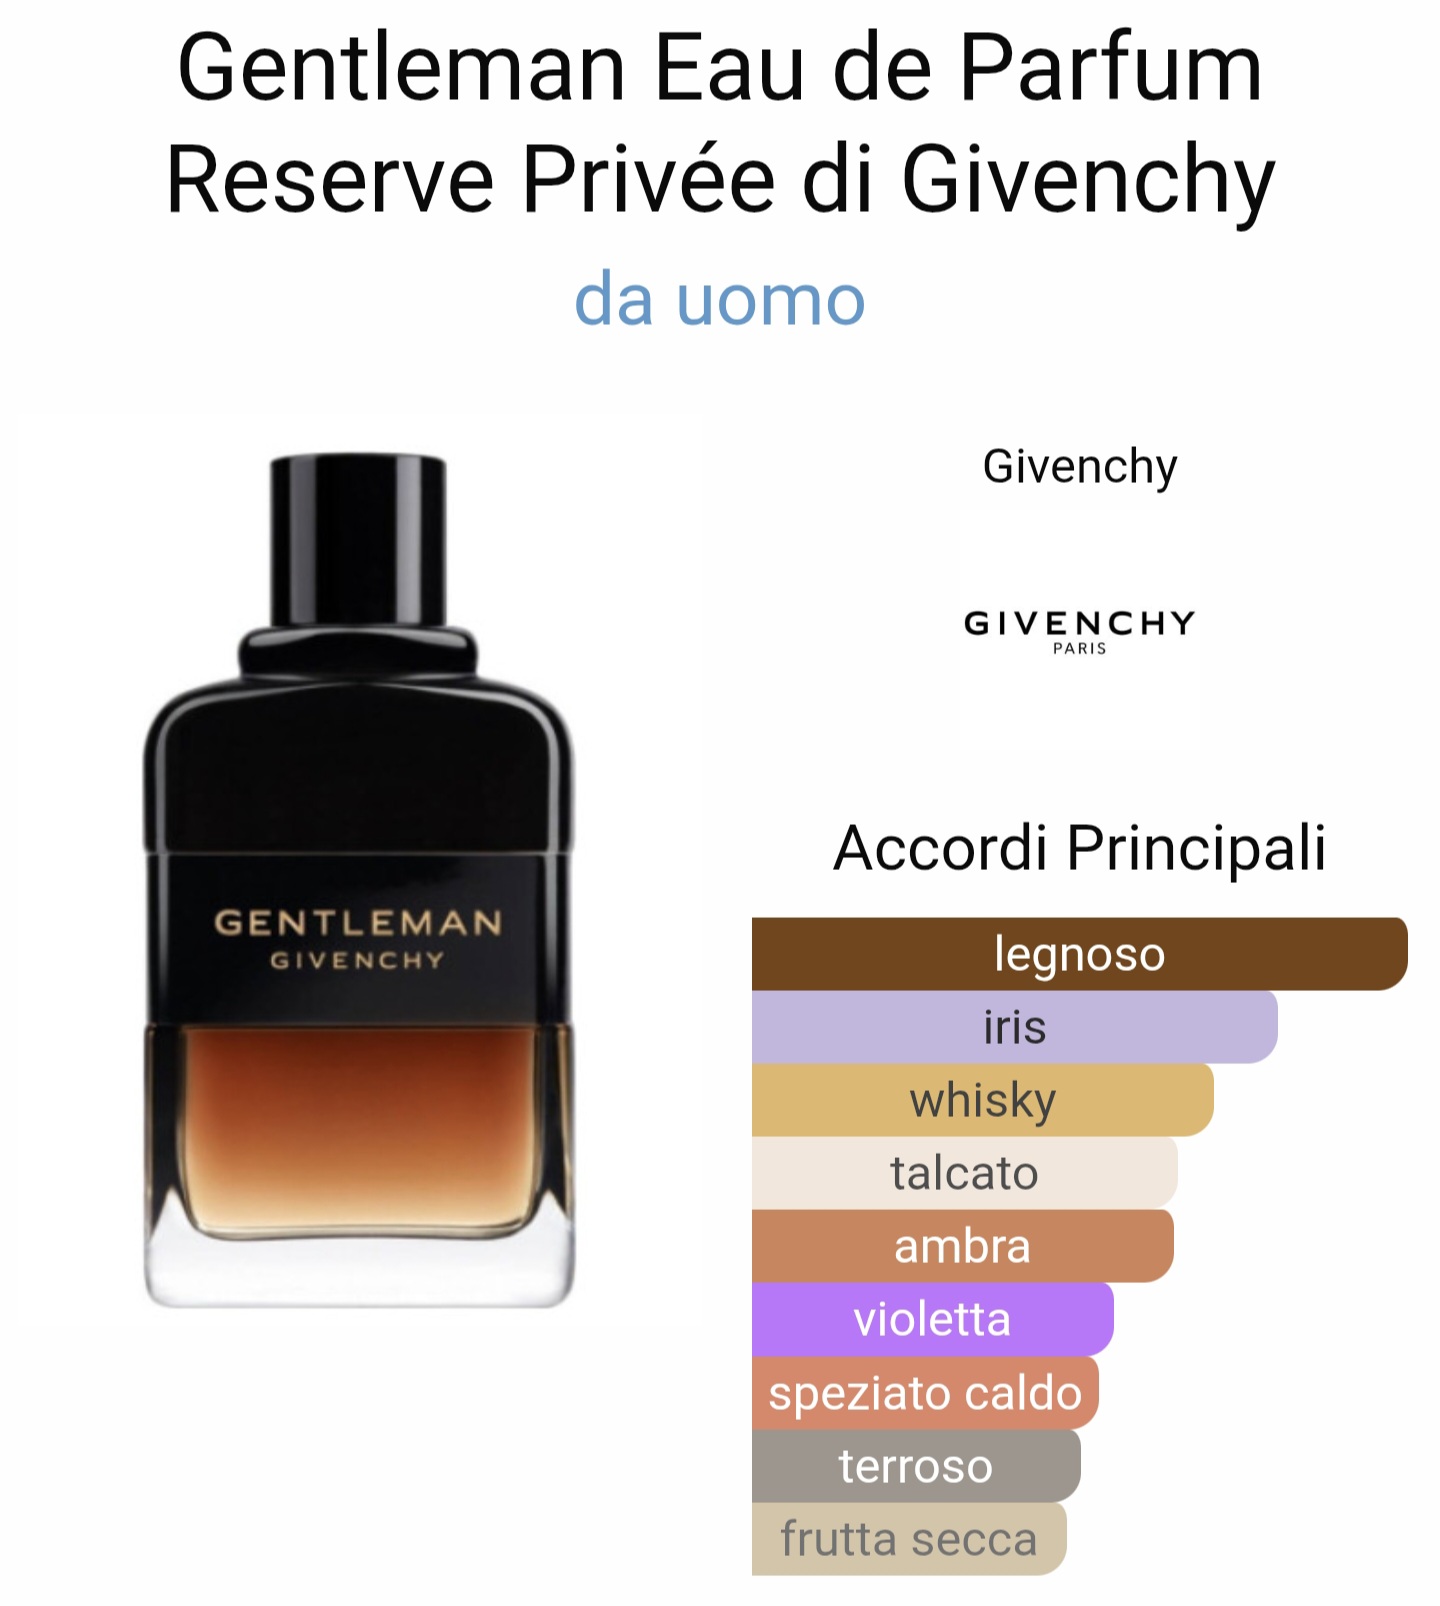 Gentleman Eau de Parfum
Reserve Privée di Givenchy
da uomo
GENTLEMAN
GIVENCHY
Givenchy
GIVENCHY
PARIS
Accordi Principali
legnoso
iris
whisky
talcato
ambra
violetta
speziato caldo
terroso
frutta secca